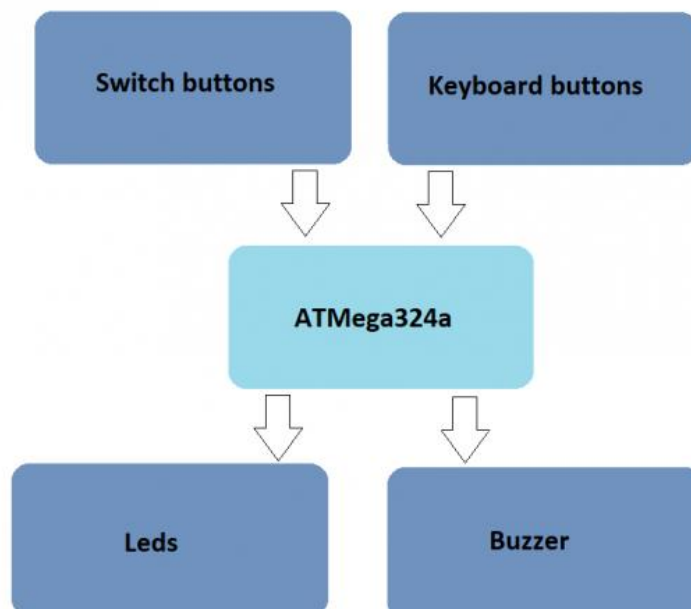 Switch buttons
Keyboard buttons
ATMega324a
Leds
Buzzer